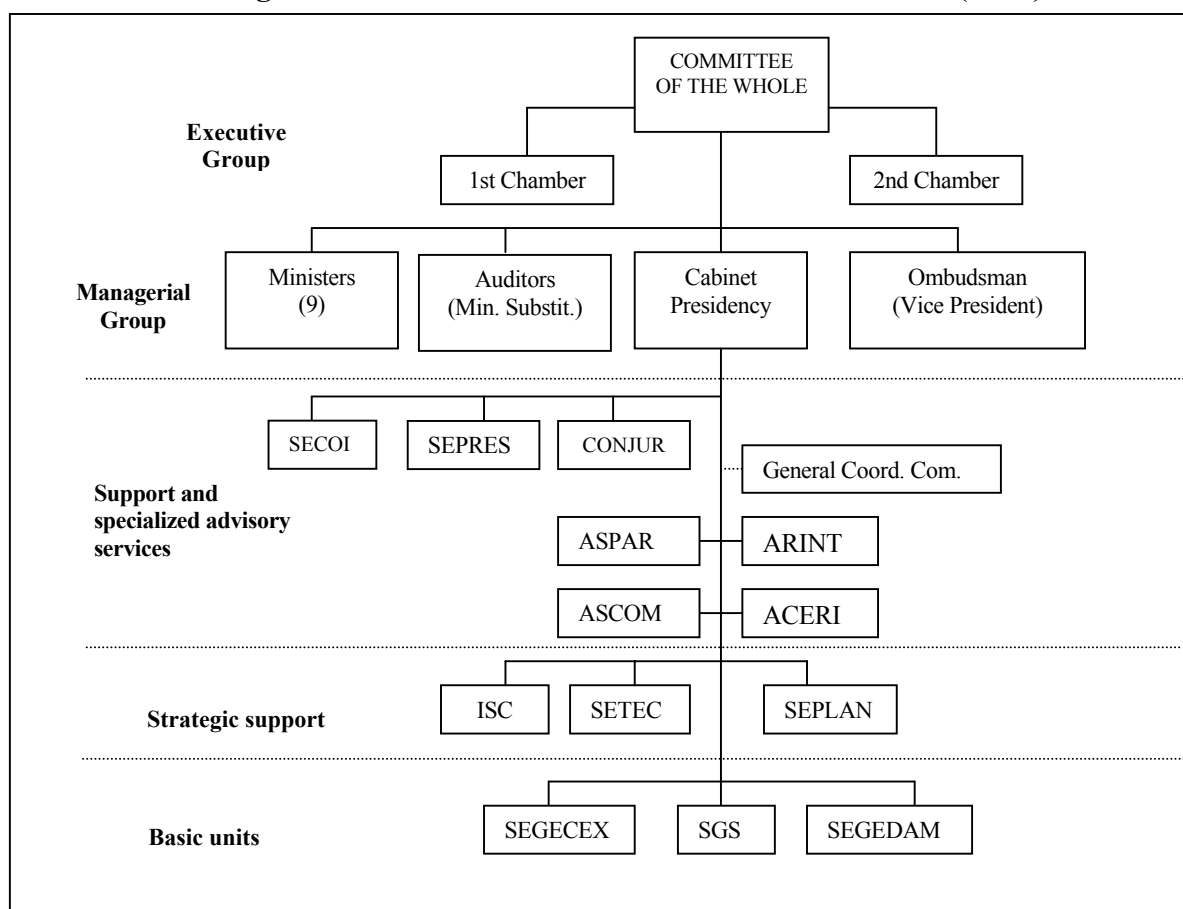 COMMITTEE
OF THE WHOLE
Executive
Group
1st Chamber
2nd Chamber
Managerial
Group
Ministers
(9)
Auditors
(Min. Substit.)
Cabinet
Presidency
Ombudsman
(Vice President)
SECOI
SEPRES
CONJUR
General Coord. Com.
Support and
specialized advisory
services
ASPAR
ARINT
ASCOM
ACERI
Strategic support
ISC
SETEC
SEPLAN
Basic units
SEGECEX
SGS
SEGEDAM